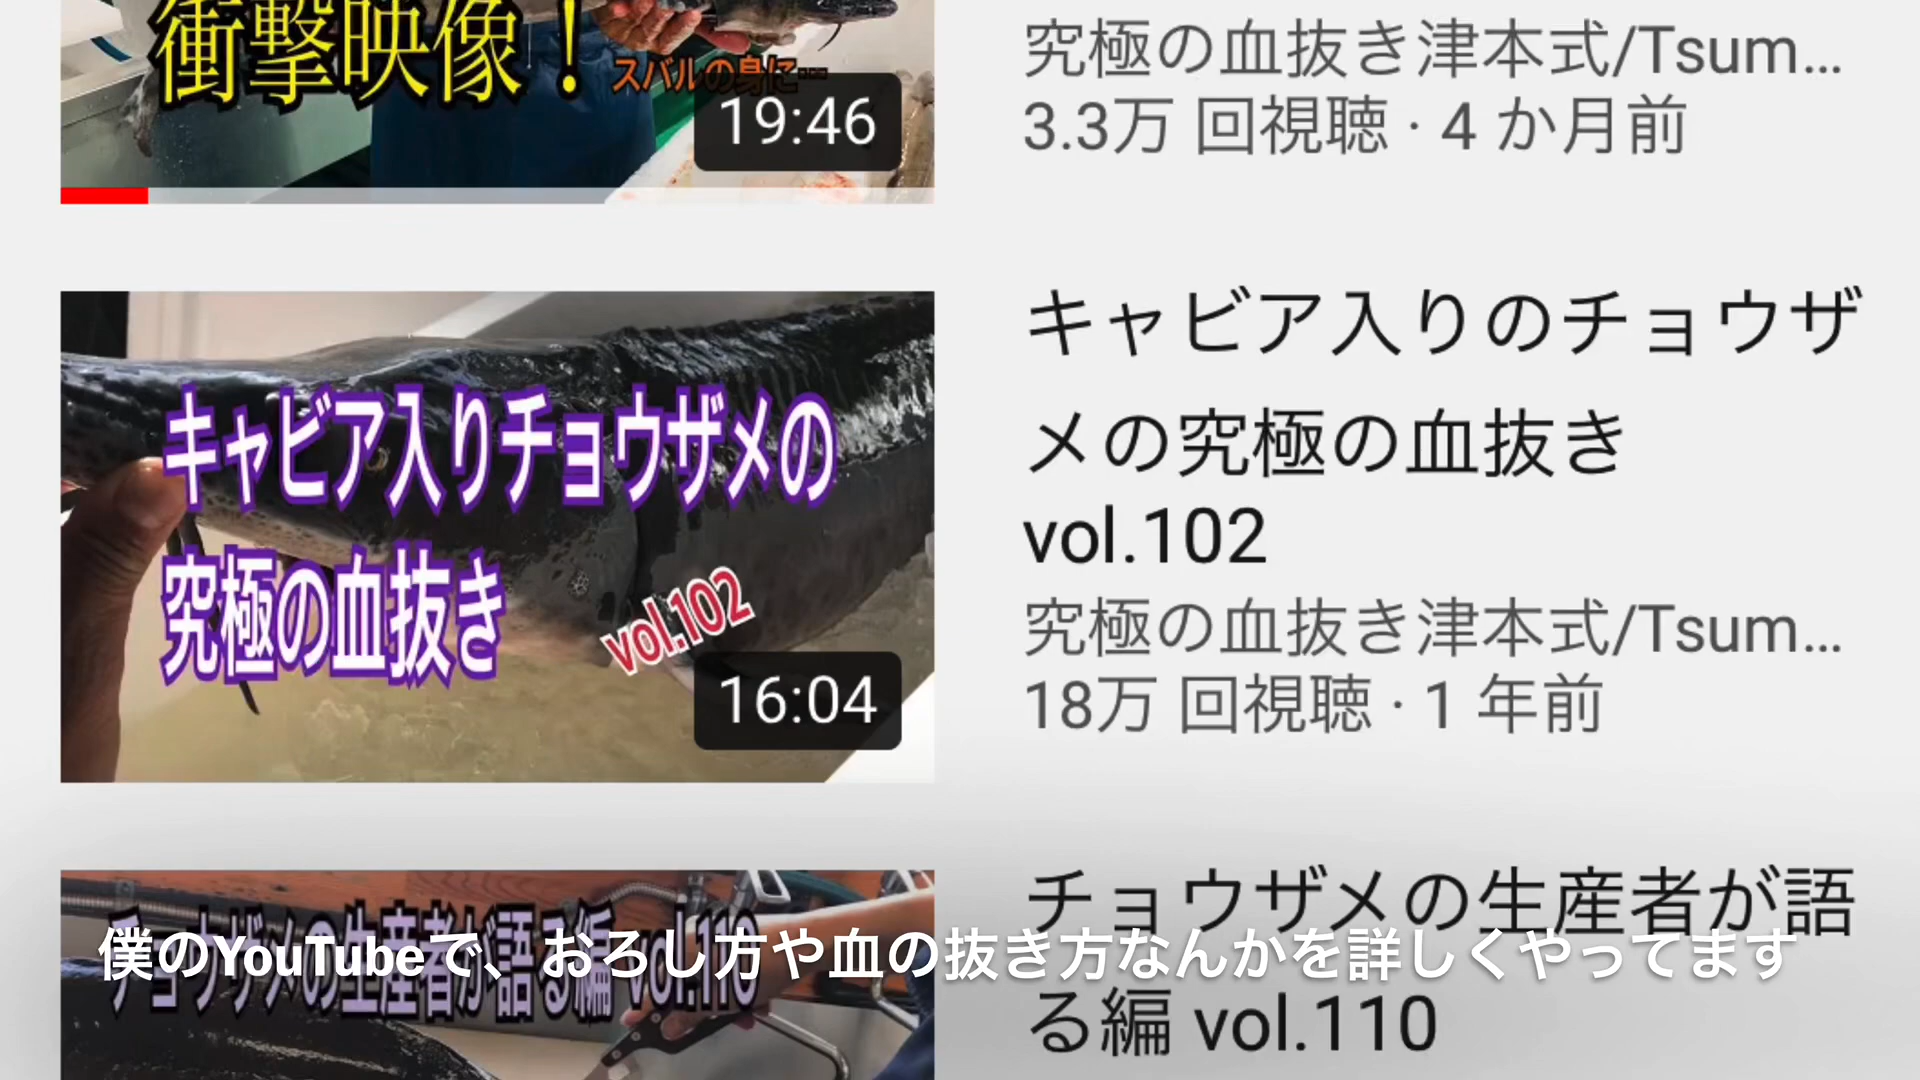 衝撃映像！
スバルの身に…
19:46
究極の血抜き津本式/Tsum...
3.3万 回視聴・4 か月前
キャビア入りチョウザメの
究極の血抜き
vol.102
16:04
キャビア入りのチョウザ
メの究極の血抜き
vol.102
究極の血抜き津本式/Tsum...
18万 回視聴・1 年前
チョウザメの生産者が語る編 vol.110
チョウザメの生産者が語
る編 vol.110
僕のYouTubeで、おろし方や血の抜き方なんかを詳しくやってます